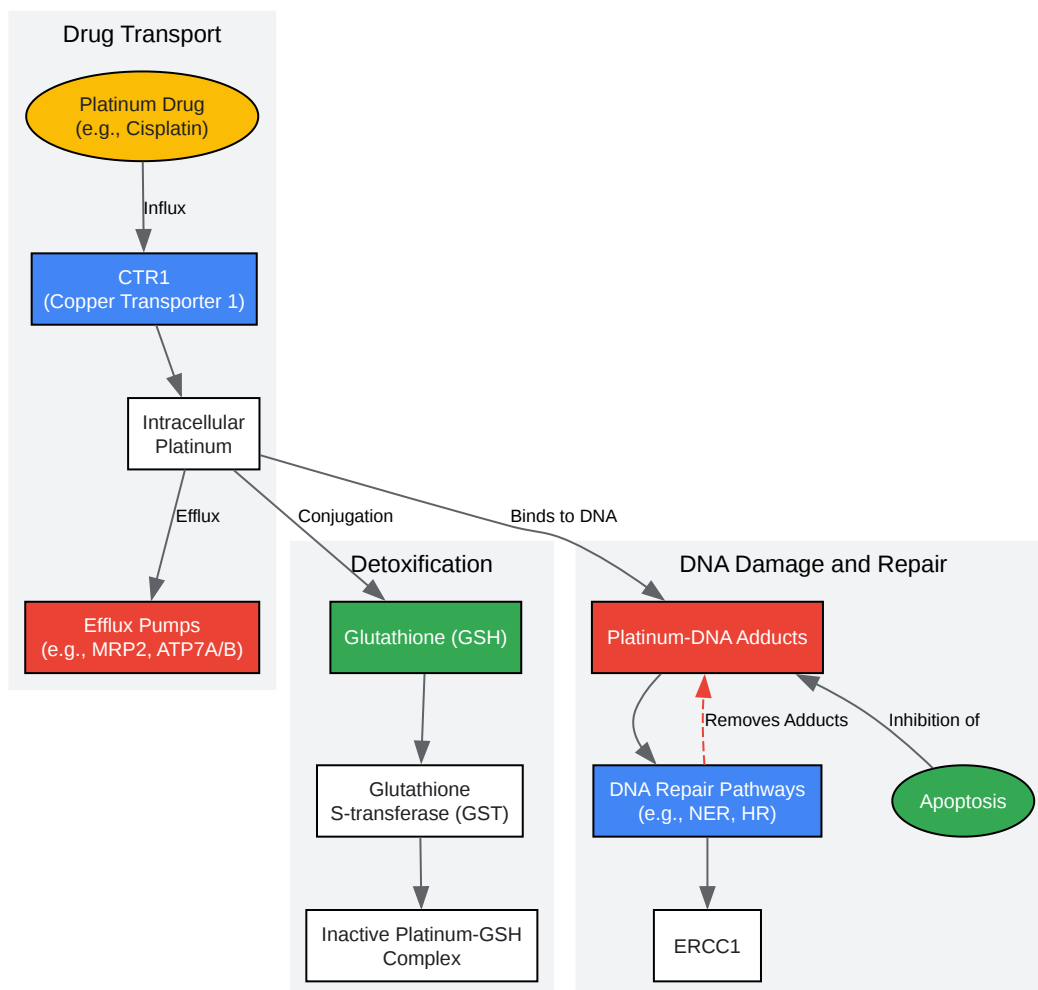 Drug Transport
Platinum Drug
(e.g., Cisplatin)
Influx
CTR1
(Copper Transporter 1)
Intracellular
Platinum
Efflux
Conjugation
Binds to DNA
Efflux Pumps
(e.g., MRP2, ATP7A/B)
Detoxification
Glutathione (GSH)
Glutathione
S-transferase (GST)
Inactive Platinum-GSH
Complex
DNA Damage and Repair
Platinum-DNA Adducts
Removes Adducts
Inhibition of
DNA Repair Pathways
(e.g., NER, HR)
Apoptosis
ERCC1